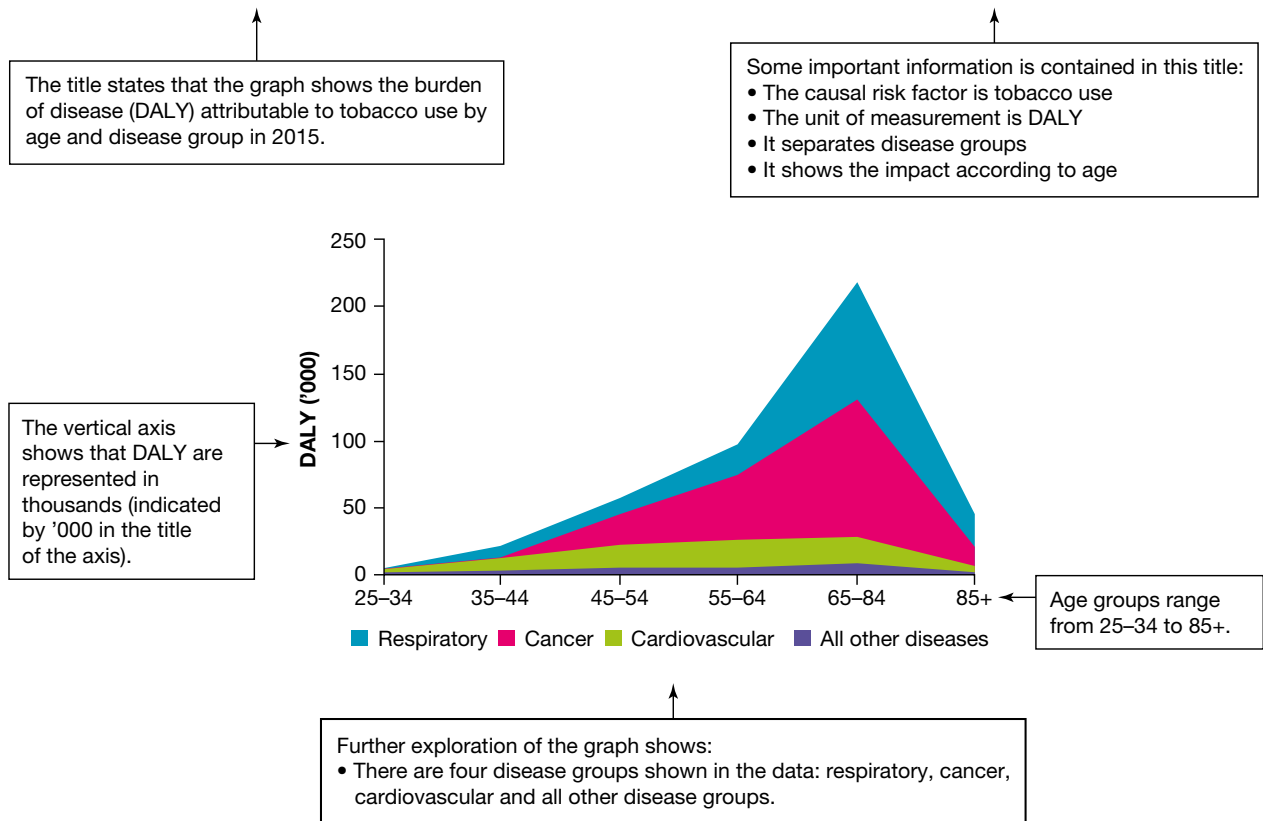 The title states that the graph shows the burden
of disease (DALY) attributable to tobacco use by
age and disease group in 2015.
Some important information is contained in this title:
• The causal risk factor is tobacco use
• The unit of measurement is DALY
• It separates disease groups
• It shows the impact according to age
The vertical axis
shows that DALY are
represented in
thousands (indicated
by ’000 in the title
of the axis).
DALY (’000)
250
200
150
100
50
0
25–34 35–44 45–54 55–64 65–84 85+
Respiratory Cancer Cardiovascular All other diseases
Age groups range
from 25–34 to 85+.
Further exploration of the graph shows:
• There are four disease groups shown in the data: respiratory, cancer,
cardiovascular and all other disease groups.